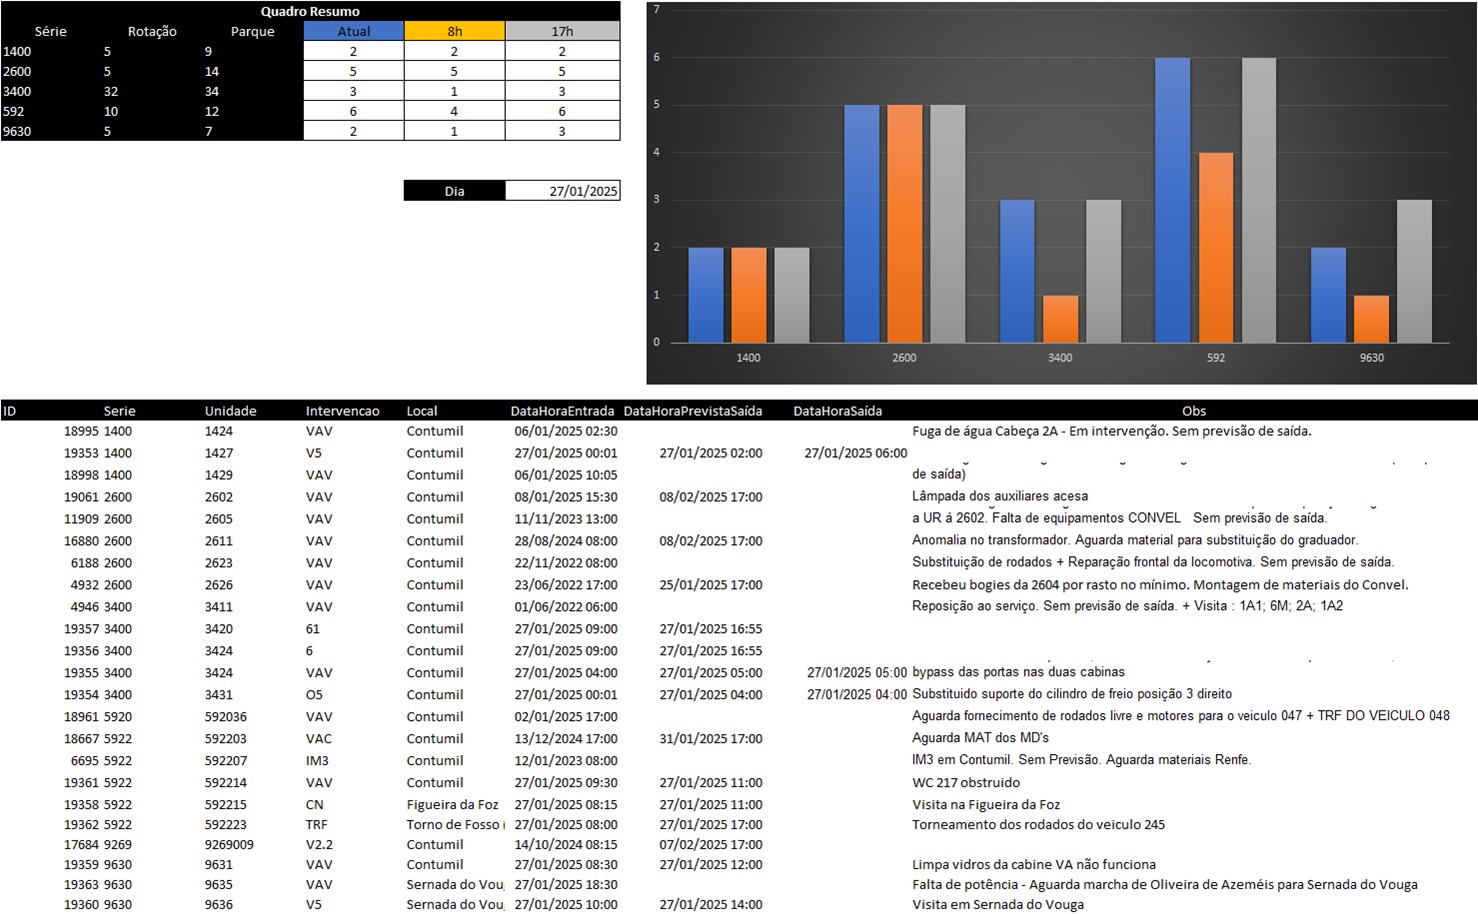 Quadro Resumo
Série Rotação Parque Atual 8h 17h
1400 5 9 2 2 2
2600 5 14 5 5 5
3400 32 34 3 1 3
592 10 12 6 4 6
9630 5 7 2 1 3
Dia 27/01/2025
7
6
5
4
3
2
1
0
1400 2600 3400 592 9630
ID Serie Unidade Intervencao Local DataHoraEntrada DataHoraPrevistaSaída DataHoraSaída Obs
18995 1400 1424 VAV Contumil 06/01/2025 02:30 Fuga de água Cabeça 2A - Em intervenção. Sem previsão de saída.
19353 1400 1427 V5 Contumil 27/01/2025 00:01 27/01/2025 02:00 27/01/2025 06:00
18998 1400 1429 VAV Contumil 06/01/2025 10:05 de saída)
19061 2600 2602 VAV Contumil 08/01/2025 15:30 08/02/2025 17:00 Lâmpada dos auxiliares acesa
11909 2600 2605 VAV Contumil 11/11/2023 13:00 a UR á 2602. Falta de equipamentos CONVEL Sem previsão de saída.
16880 2600 2611 VAV Contumil 28/08/2024 08:00 08/02/2025 17:00 Anomalia no transformador. Aguarda material para substituição do graduador.
6188 2600 2623 VAV Contumil 22/11/2022 08:00 Substituição de rodados + Reparação frontal da locomotiva. Sem previsão de saída.
4932 2600 2626 VAV Contumil 23/06/2022 17:00 25/01/2025 17:00 Recebeu bogies da 2604 por rasto no mínimo. Montagem de materiais do Convel.
4946 3400 3411 VAV Contumil 01/06/2022 06:00 Reposição ao serviço. Sem previsão de saída. + Visita : 1A1; 6M; 2A; 1A2
19357 3400 3420 61 Contumil 27/01/2025 09:00 27/01/2025 16:55
19356 3400 3424 6 Contumil 27/01/2025 09:00 27/01/2025 16:55
19355 3400 3424 VAV Contumil 27/01/2025 04:00 27/01/2025 05:00 27/01/2025 05:00 bypass das portas nas duas cabinas
19354 3400 3431 O5 Contumil 27/01/2025 00:01 27/01/2025 04:00 27/01/2025 04:00 Substituido suporte do cilindro de freio posição 3 direito
18961 5920 592036 VAV Contumil 02/01/2025 17:00 Aguarda fornecimento de rodados livre e motores para o veiculo 047 + TRF DO VEICULO 048
18667 5922 592203 VAC Contumil 13/12/2024 17:00 31/01/2025 17:00 Aguarda MAT dos MD's
6695 5922 592207 IM3 Contumil 12/01/2023 08:00 IM3 em Contumil. Sem Previsão. Aguarda materiais Renfe.
19361 5922 592214 VAV Contumil 27/01/2025 09:30 27/01/2025 11:00 WC 217 obstruido
19358 5922 592215 CN Figueira da Foz 27/01/2025 08:15 27/01/2025 11:00 Visita na Figueira da Foz
19362 5922 592223 TRF Torno de Fosso ( 27/01/2025 08:00 27/01/2025 17:00 Torneamento dos rodados do veiculo 245
17684 9269 9269009 V2.2 Contumil 14/10/2024 08:15 07/02/2025 17:00
19359 9630 9631 VAV Contumil 27/01/2025 08:30 27/01/2025 12:00 Limpa vidros da cabine VA não funciona
19363 9630 9635 VAV Sernada do Vou 27/01/2025 18:30 Falta de potência - Aguarda marcha de Oliveira de Azeméis para Sernada do Vouga
19360 9630 9636 V5 Sernada do Vou 27/01/2025 10:00 27/01/2025 14:00 Visita em Sernada do Vouga